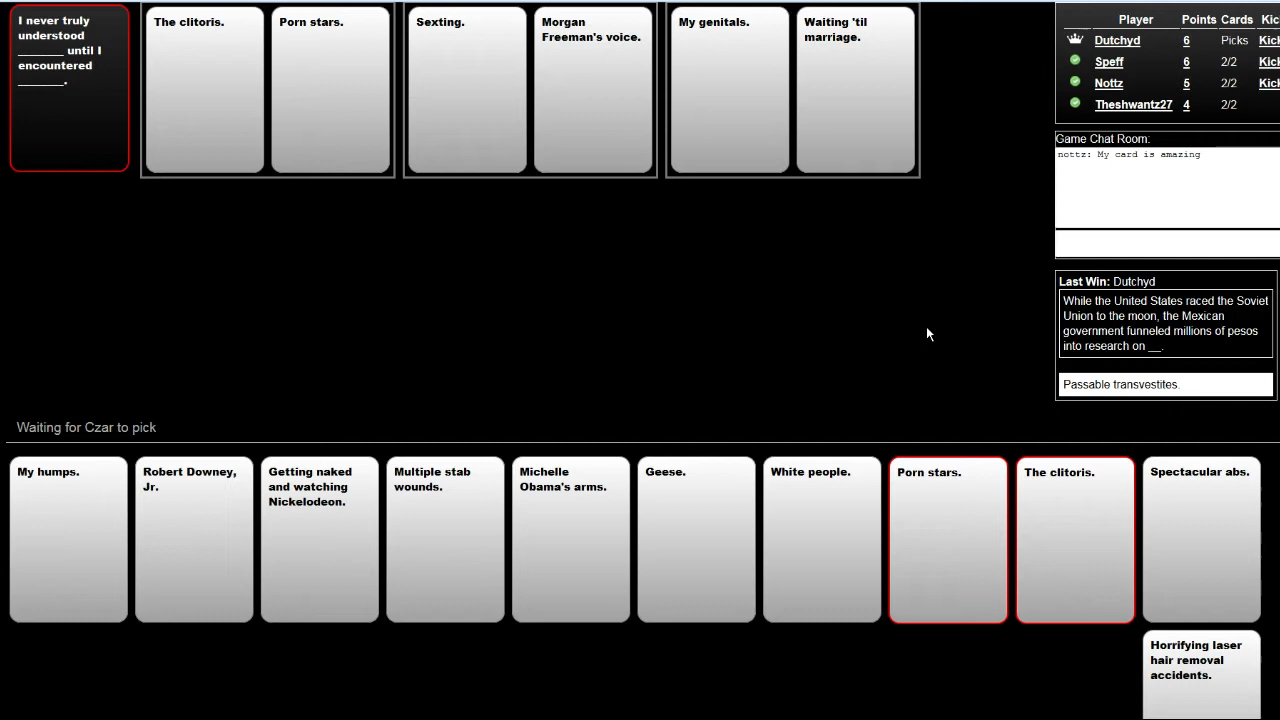 I never truly
understood
_______ until I
encountered
_______.
The clitoris.
Porn stars.
Sexting.
Morgan
Freeman's voice.
My genitals.
Waiting 'til
marriage.
Player Points Cards Kic
Dutchyd 6 Picks Kick
Speff 6 2/2 Kick
Nottz 5 2/2 Kick
Theshwantz27 4 2/2
Game Chat Room:
nottz: My card is amazing
Last Win: Dutchyd
While the United States raced the Soviet
Union to the moon, the Mexican
government funneled millions of pesos
into research on __.
Passable transvestites.
Waiting for Czar to pick
My humps.
Robert Downey,
Jr.
Getting naked
and watching
Nickelodeon.
Multiple stab
wounds.
Michelle
Obama's arms.
Geese.
White people.
Porn stars.
The clitoris.
Spectacular abs.
Horrifying laser
hair removal
accidents.